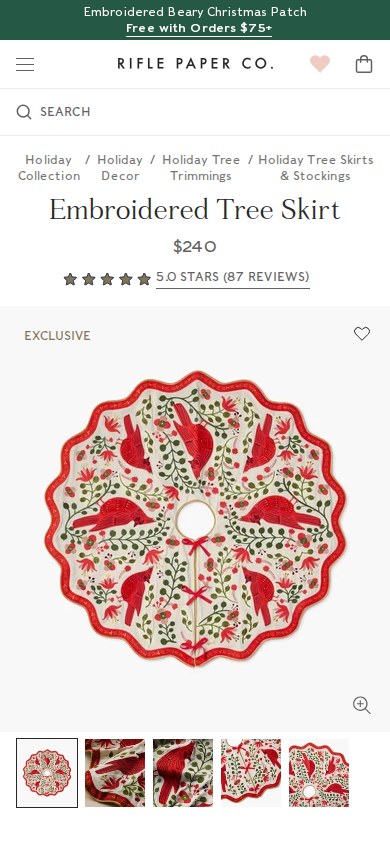 Embroidered Beary Christmas Patch
Free with Orders $75+
RIFLE PAPER CO.
SEARCH
Holiday Collection / Holiday Decor / Holiday Tree Trimmings / Holiday Tree Skirts & Stockings
Embroidered Tree Skirt
$240
5.0 STARS (87 REVIEWS)
EXCLUSIVE